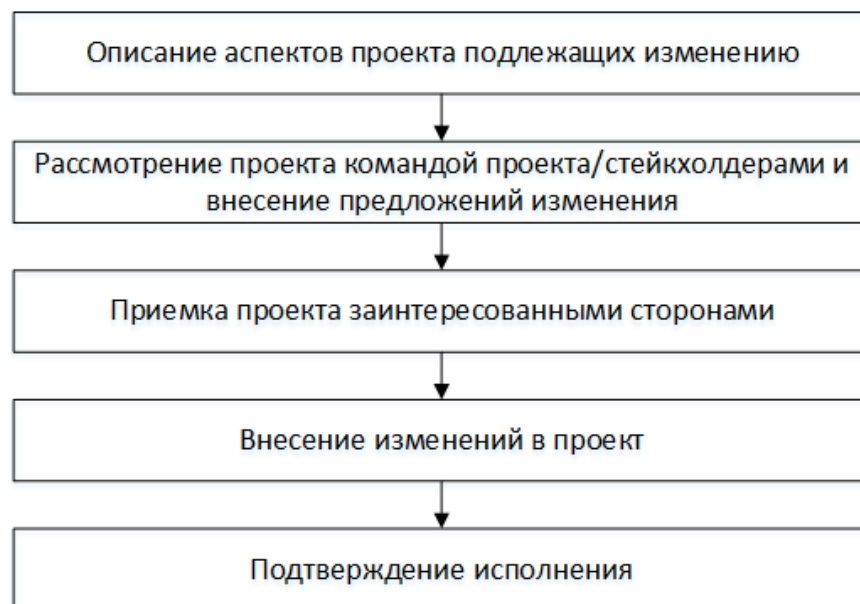 Описание аспектов проекта подлежащих изменению
Рассмотрение проекта командой проекта/стейкхолдерами и
внесение предложений изменения
Приемка проекта заинтересованными сторонами
Внесение изменений в проект
Подтверждение исполнения